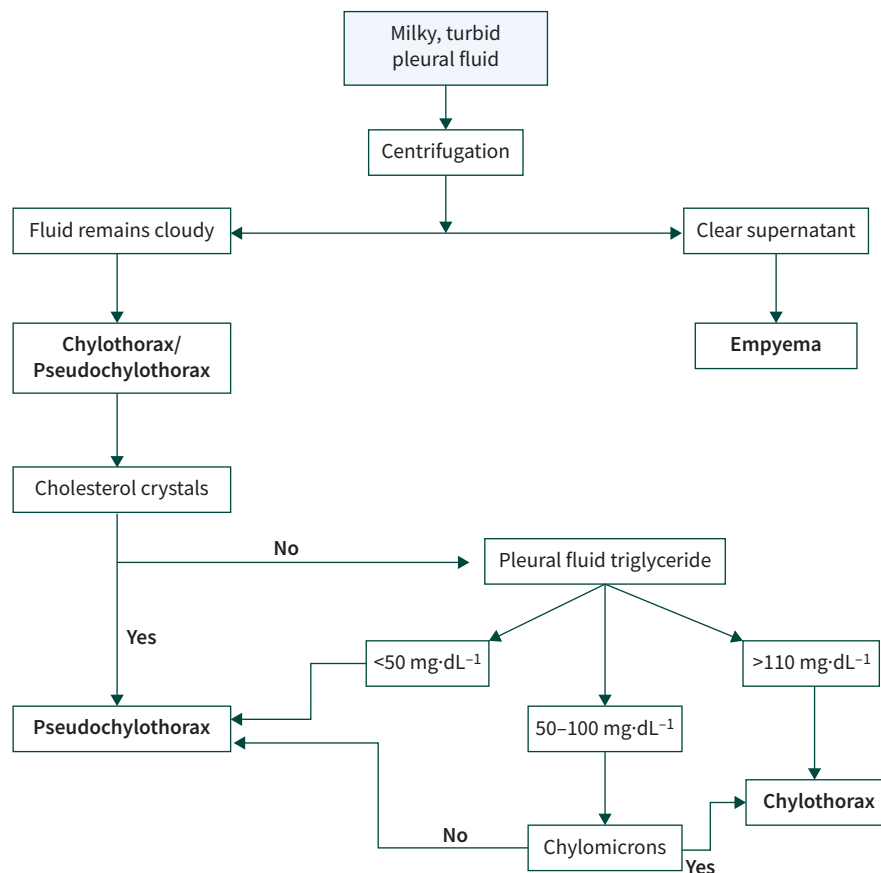 Milky, turbid
pleural fluid
Centrifugation
Fluid remains cloudy
Clear supernatant
Chylothorax/
Pseudochylothorax
Empyema
Cholesterol crystals
No
Pleural fluid triglyceride
Yes
<50 mg·dL⁻¹
>110 mg·dL⁻¹
Pseudochylothorax
50–100 mg·dL⁻¹
Chylothorax
No
Chylomicrons
Yes